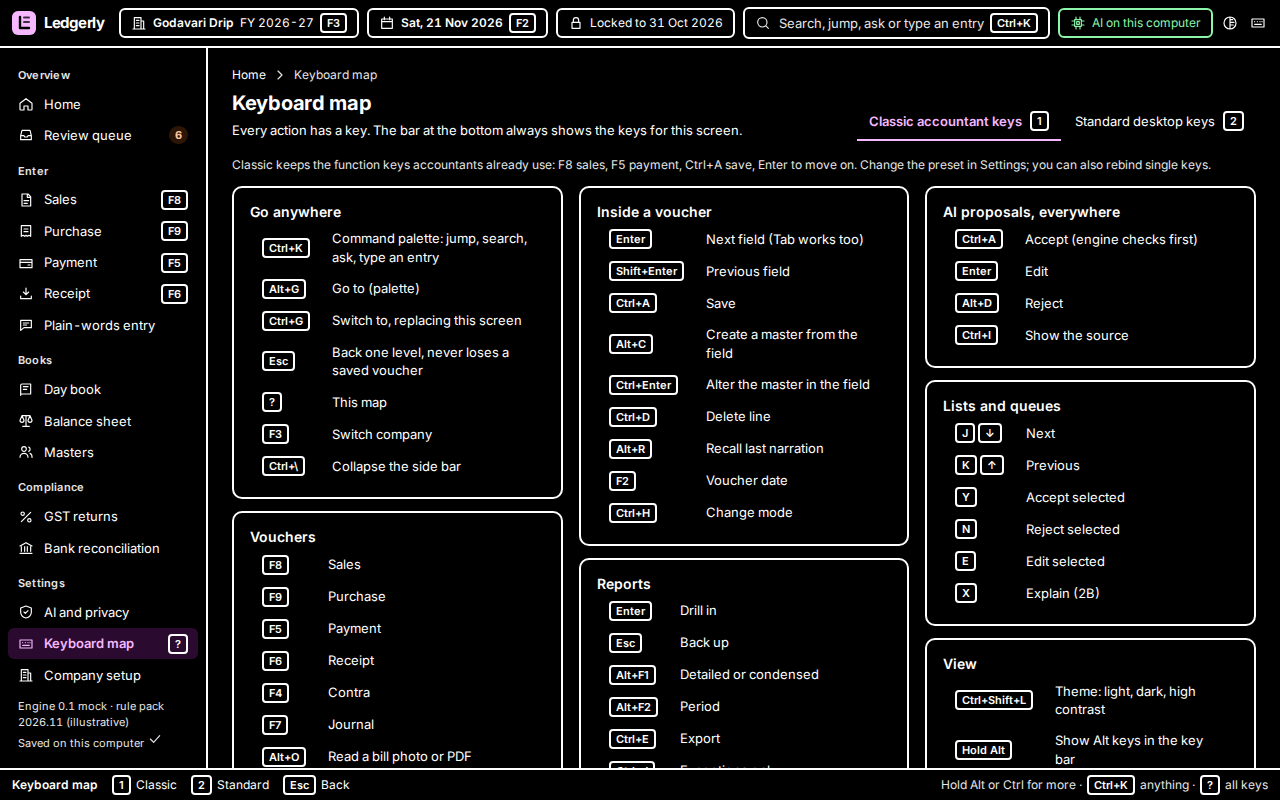 Ledgerly
Godavari Drip FY 2026-27 F3
Sat, 21 Nov 2026 F2
Locked to 31 Oct 2026
Search, jump, ask or type an entry Ctrl+K
AI on this computer
Overview
Home
Review queue 6
Enter
Sales F8
Purchase F9
Payment F5
Receipt F6
Plain-words entry
Books
Day book
Balance sheet
Masters
Compliance
GST returns
Bank reconciliation
Settings
AI and privacy
Keyboard map ?
Company setup
Engine 0.1 mock · rule pack
2026.11 (illustrative)
Saved on this computer
Home > Keyboard map
Keyboard map
Every action has a key. The bar at the bottom always shows the keys for this screen.
Classic accountant keys 1
Standard desktop keys 2
Classic keeps the function keys accountants already use: F8 sales, F5 payment, Ctrl+A save, Enter to move on. Change the preset in Settings; you can also rebind single keys.
Go anywhere
Ctrl+K Command palette: jump, search,
ask, type an entry
Alt+G Go to (palette)
Ctrl+G Switch to, replacing this screen
Esc Back one level, never loses a
saved voucher
? This map
F3 Switch company
Ctrl+\ Collapse the side bar
Vouchers
F8 Sales
F9 Purchase
F5 Payment
F6 Receipt
F4 Contra
F7 Journal
Alt+O Read a bill photo or PDF
Inside a voucher
Enter Next field (Tab works too)
Shift+Enter Previous field
Ctrl+A Save
Alt+C Create a master from the
field
Ctrl+Enter Alter the master in the field
Ctrl+D Delete line
Alt+R Recall last narration
F2 Voucher date
Ctrl+H Change mode
Reports
Enter Drill in
Esc Back up
Alt+F1 Detailed or condensed
Alt+F2 Period
Ctrl+E Export
AI proposals, everywhere
Ctrl+A Accept (engine checks first)
Enter Edit
Alt+D Reject
Ctrl+I Show the source
Lists and queues
J ↓ Next
K ↑ Previous
Y Accept selected
N Reject selected
E Edit selected
X Explain (2B)
View
Ctrl+Shift+L Theme: light, dark, high
contrast
Hold Alt Show Alt keys in the key
bar
Keyboard map 1 Classic 2 Standard Esc Back
Hold Alt or Ctrl for more · Ctrl+K anything · ? all keys